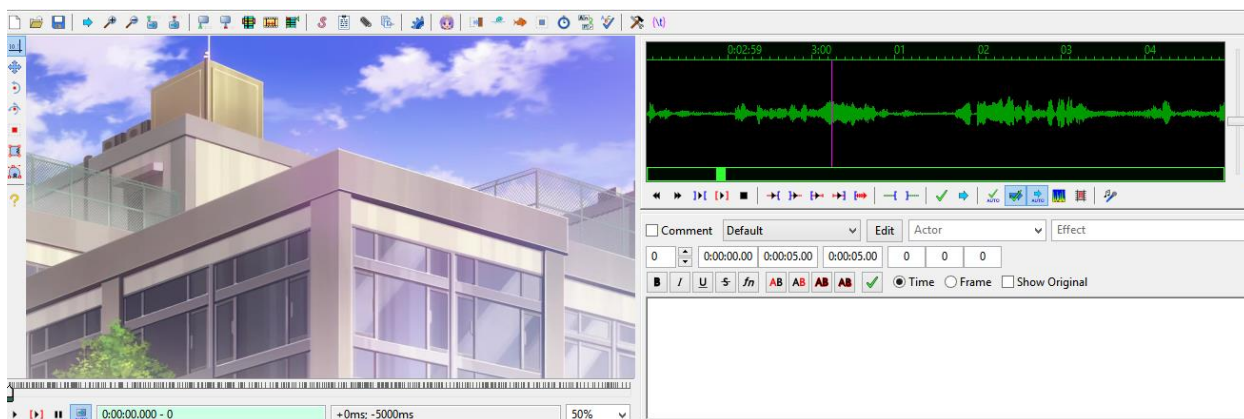 0:02:59 3:00 01 02 03 04
AUTO AUTO
Comment Default Edit Actor Effect
0 0:00:00.00 0:00:05.00 0:00:05.00 0 0 0
B I U S fn AB AB AB AB Time Frame Show Original
0:00:00.000 - 0 +0ms; -5000ms 50%